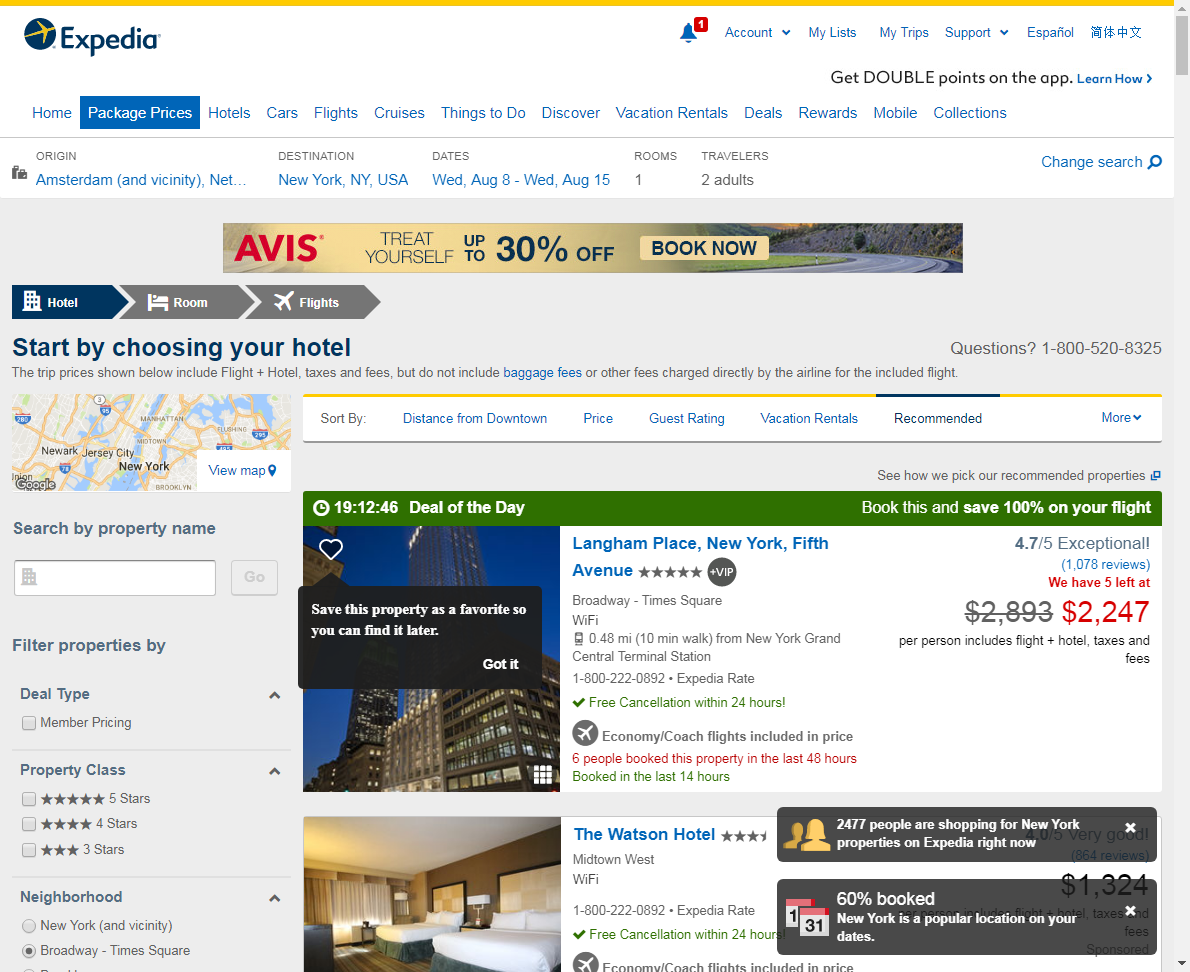 Expedia
1
Account
My Lists
My Trips
Support
Español
简体中文
Get DOUBLE points on the app. Learn How
Home
Package Prices
Hotels
Cars
Flights
Cruises
Things to Do
Discover
Vacation Rentals
Deals
Rewards
Mobile
Collections
ORIGIN
Amsterdam (and vicinity), Net...
DESTINATION
New York, NY, USA
DATES
Wed, Aug 8 - Wed, Aug 15
ROOMS
1
TRAVELERS
2 adults
Change search
AVIS
TREAT
YOURSELF
UP
TO
30% OFF
BOOK NOW
Hotel
Room
Flights
Start by choosing your hotel
Questions? 1-800-520-8325
The trip prices shown below include Flight + Hotel, taxes and fees, but do not include baggage fees or other fees charged directly by the airline for the included flight.
3
280
95
MANHATTAN
FLUSHING
MIDTOWN
295
495
Newark
Jersey City
78
New York
BROOKLYN
Google
View map
Sort By:
Distance from Downtown
Price
Guest Rating
Vacation Rentals
Recommended
More
See how we pick our recommended properties
Search by property name
Go
Filter properties by
Deal Type
Member Pricing
Property Class
5 Stars
4 Stars
3 Stars
Neighborhood
New York (and vicinity)
Broadway - Times Square
19:12:46 Deal of the Day
Book this and save 100% on your flight
Save this property as a favorite so
you can find it later.
Got it
Langham Place, New York, Fifth
Avenue ★★★★★ +VIP
Broadway - Times Square
WiFi
0.48 mi (10 min walk) from New York Grand
Central Terminal Station
1-800-222-0892 • Expedia Rate
Free Cancellation within 24 hours!
Economy/Coach flights included in price
6 people booked this property in the last 48 hours
Booked in the last 14 hours
4.7/5 Exceptional!
(1,078 reviews)
We have 5 left at
$2,893 $2,247
per person includes flight + hotel, taxes and
fees
The Watson Hotel
Midtown West
WiFi
1-800-222-0892 • Expedia Rate
Free Cancellation within 24 hours!
Economy/Coach flights included in price
4.0/5 Very good!
(864 reviews)
$1,324
per person includes flight + hotel, taxes and
fees
Sponsored
2477 people are shopping for New York
properties on Expedia right now
1
31
60% booked
New York is a popular location on your
dates.